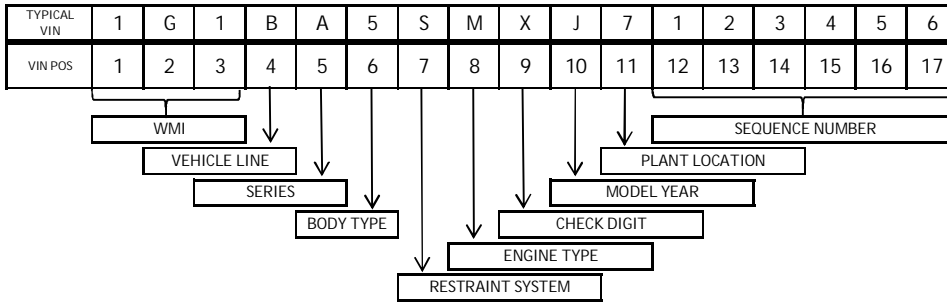 TYPICAL VIN 1 G 1 B A 5 S M X J 7 1 2 3 4 5 6
VIN POS 1 2 3 4 5 6 7 8 9 10 11 12 13 14 15 16 17
WMI SEQUENCE NUMBER
VEHICLE LINE PLANT LOCATION
SERIES MODEL YEAR
BODY TYPE CHECK DIGIT
ENGINE TYPE
RESTRAINT SYSTEM